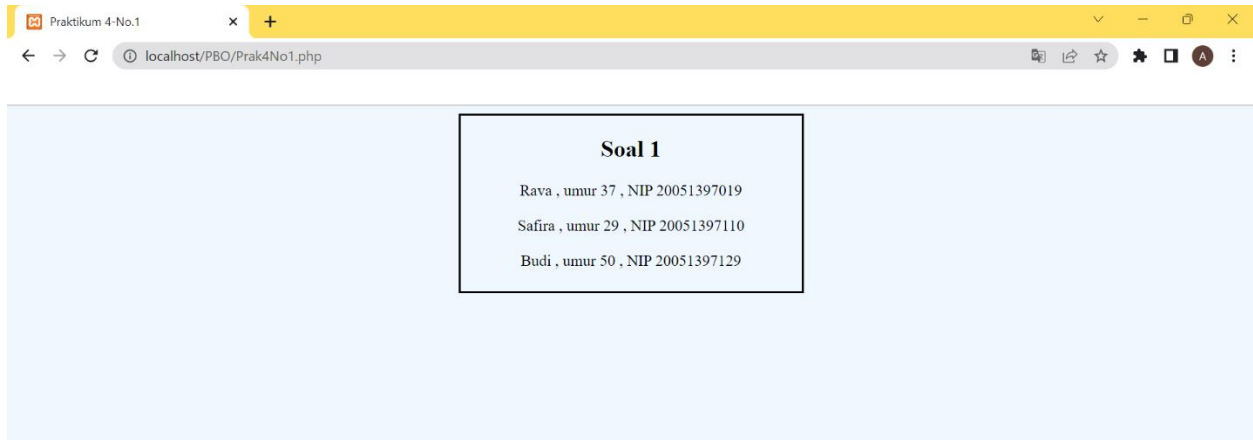 Praktikum 4-No.1
localhost/PBO/Prak4No1.php
A
Soal 1
Rava , umur 37 , NIP 20051397019
Safira , umur 29 , NIP 20051397110
Budi , umur 50 , NIP 20051397129